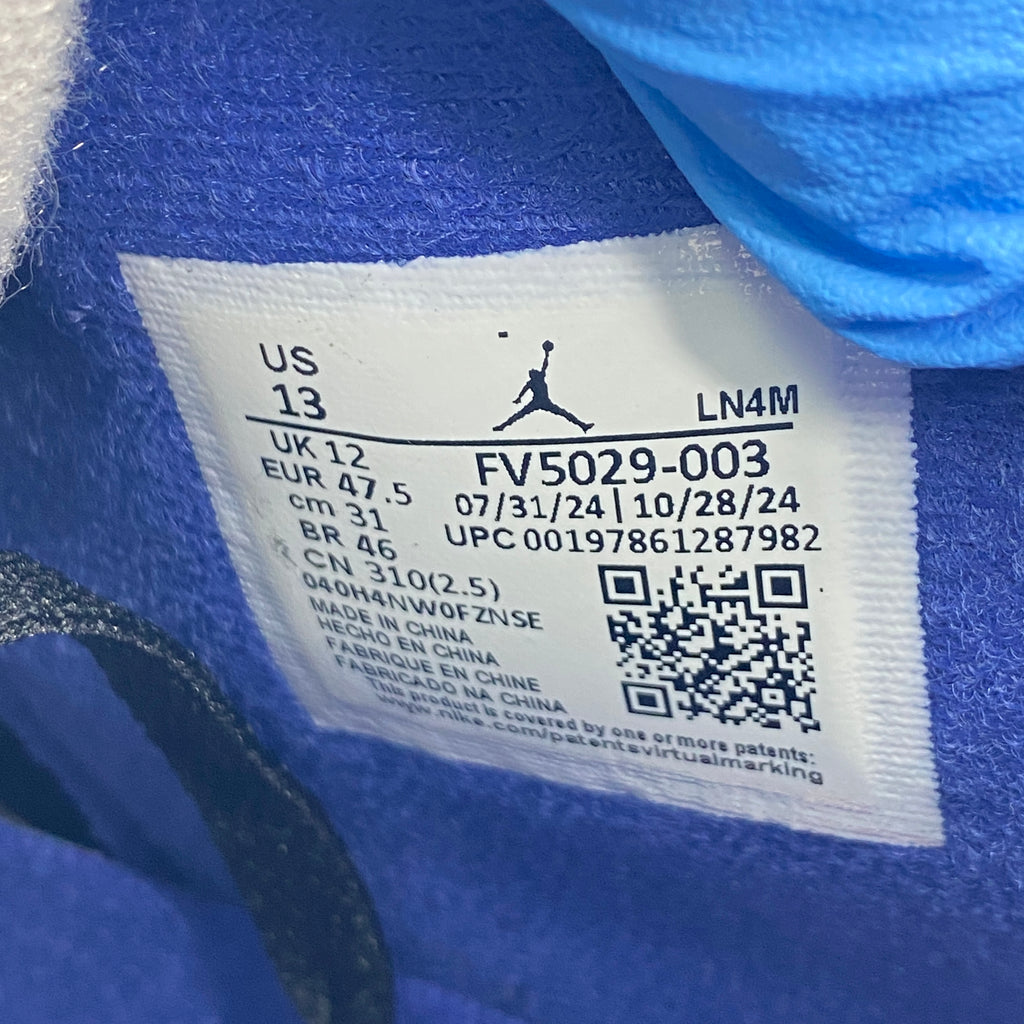 US
13
LN4M
UK 12
EUR 47.5
cm 31
BR 46
CN 310(2.5)
040H4NW0FZNSE
MADE IN CHINA
HECHO EN CHINA
FABRIQUE EN CHINE
FABRICADO NA CHINA
This product is covered by one or more patents:
www.nike.com/patentsvirtualmarking
FV5029-003
07/31/24 | 10/28/24
UPC 00197861287982